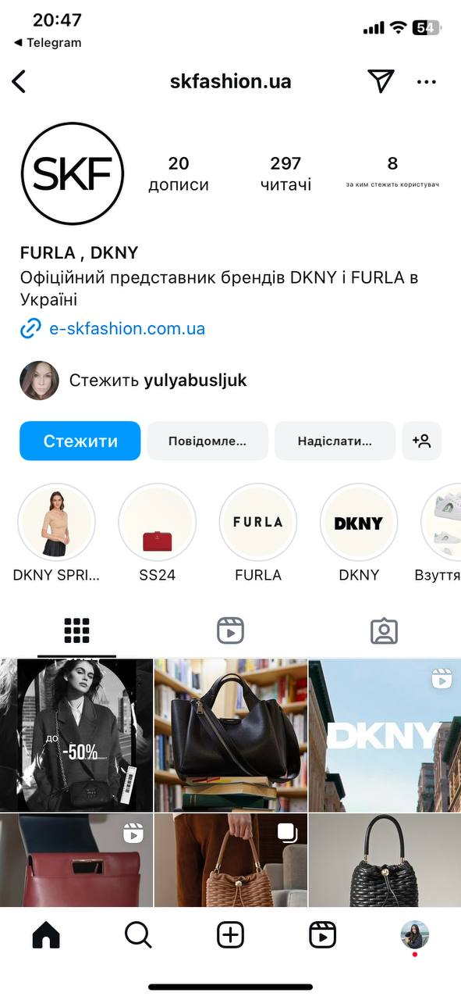 20:47
54
◀ Telegram
skfashion.ua
SKF
20
дописи
297
читачі
8
за ким стежить користувач
FURLA , DKNY
Офіційний представник брендів DKNY і FURLA в
Україні
e-skfashion.com.ua
Стежить yulyabusljuk
Стежити
Повідомле...
Надіслати...
FURLA
DKNY
DKNY SPRI...
SS24
FURLA
DKNY
Взуття
до
-50%
DKNY